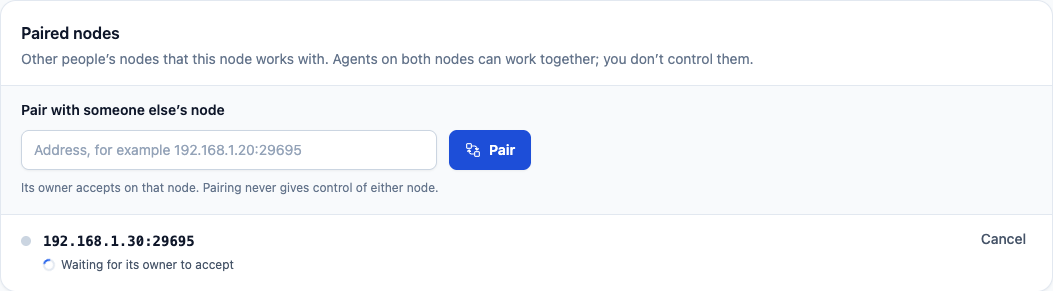 Paired nodes
Other people’s nodes that this node works with. Agents on both nodes can work together; you don’t control them.
Pair with someone else’s node
Address, for example 192.168.1.20:29695
Pair
Its owner accepts on that node. Pairing never gives control of either node.
192.168.1.30:29695
Cancel
Waiting for its owner to accept